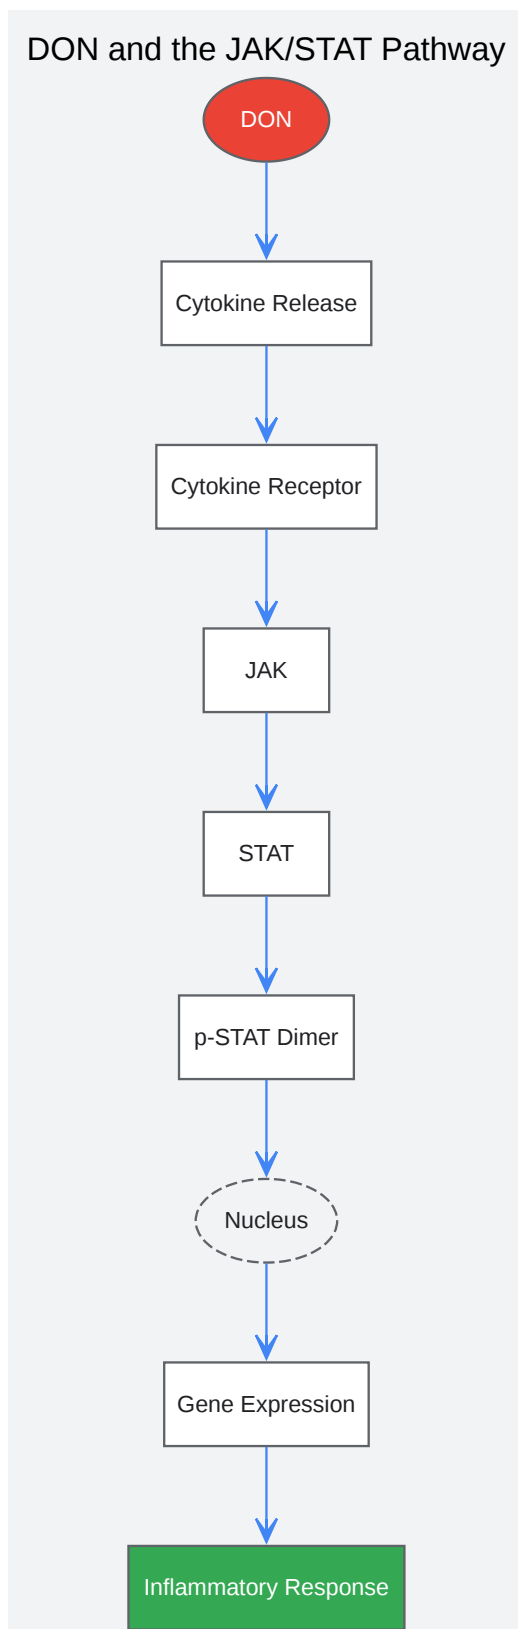 DON and the JAK/STAT Pathway
DON
Cytokine Release
Cytokine Receptor
JAK
STAT
p-STAT Dimer
Nucleus
Gene Expression
Inflammatory Response